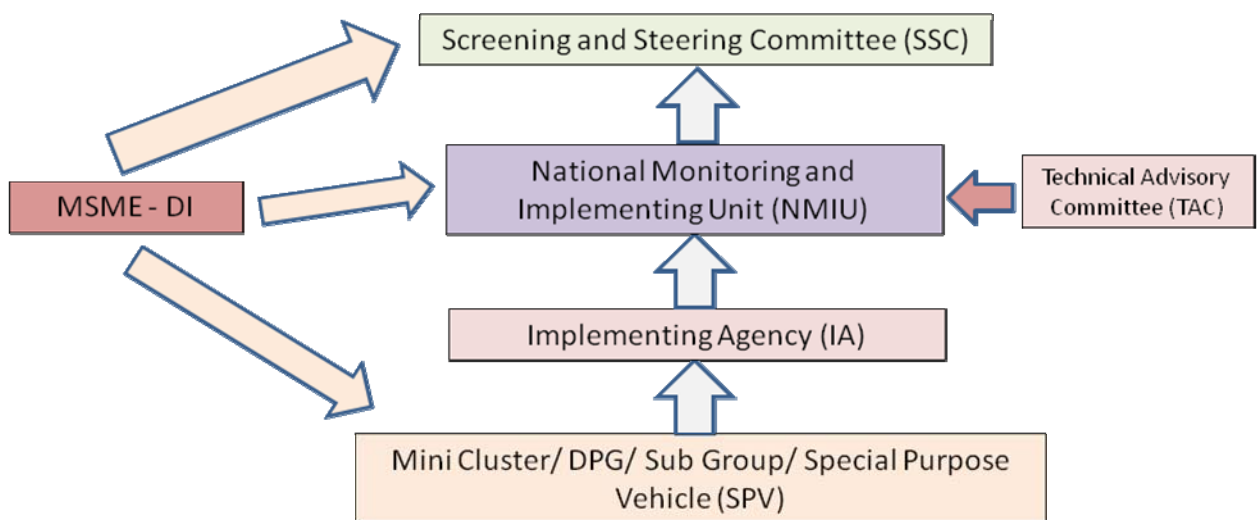 Screening and Steering Committee (SSC)
National Monitoring and
Implementing Unit (NMIU)
Technical Advisory
Committee (TAC)
MSME - DI
Implementing Agency (IA)
Mini Cluster/ DPG/ Sub Group/ Special Purpose
Vehicle (SPV)